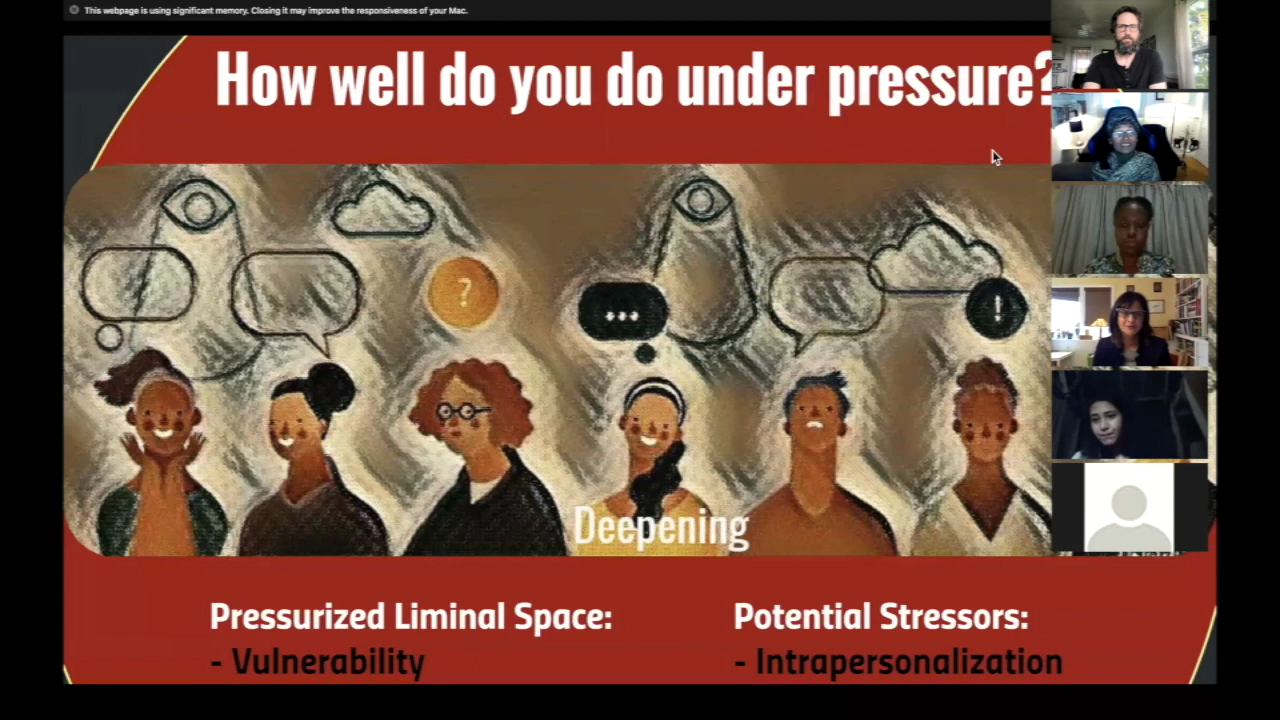 This webpage is using significant memory. Closing it may improve the responsiveness of your Mac.
How well do you do under pressure?
?
...
!
Deepening
Pressurized Liminal Space:
- Vulnerability
Potential Stressors:
- Intrapersonalization